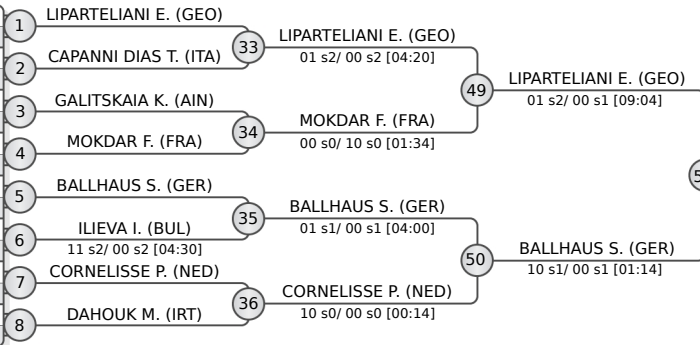 1
LIPARTELIANI E. (GEO)
2
CAPANNI DIAS T. (ITA)
33
LIPARTELIANI E. (GEO)
01 s2/ 00 s2 [04:20]
3
GALITSKAIA K. (AIN)
4
MOKDAR F. (FRA)
34
MOKDAR F. (FRA)
00 s0/ 10 s0 [01:34]
49
LIPARTELIANI E. (GEO)
01 s2/ 00 s1 [09:04]
5
BALLHAUS S. (GER)
6
ILIEVA I. (BUL)
11 s2/ 00 s2 [04:30]
35
BALLHAUS S. (GER)
01 s1/ 00 s1 [04:00]
7
CORNELISSE P. (NED)
8
DAHOUK M. (IRT)
36
CORNELISSE P. (NED)
10 s0/ 00 s0 [00:14]
50
BALLHAUS S. (GER)
10 s1/ 00 s1 [01:14]